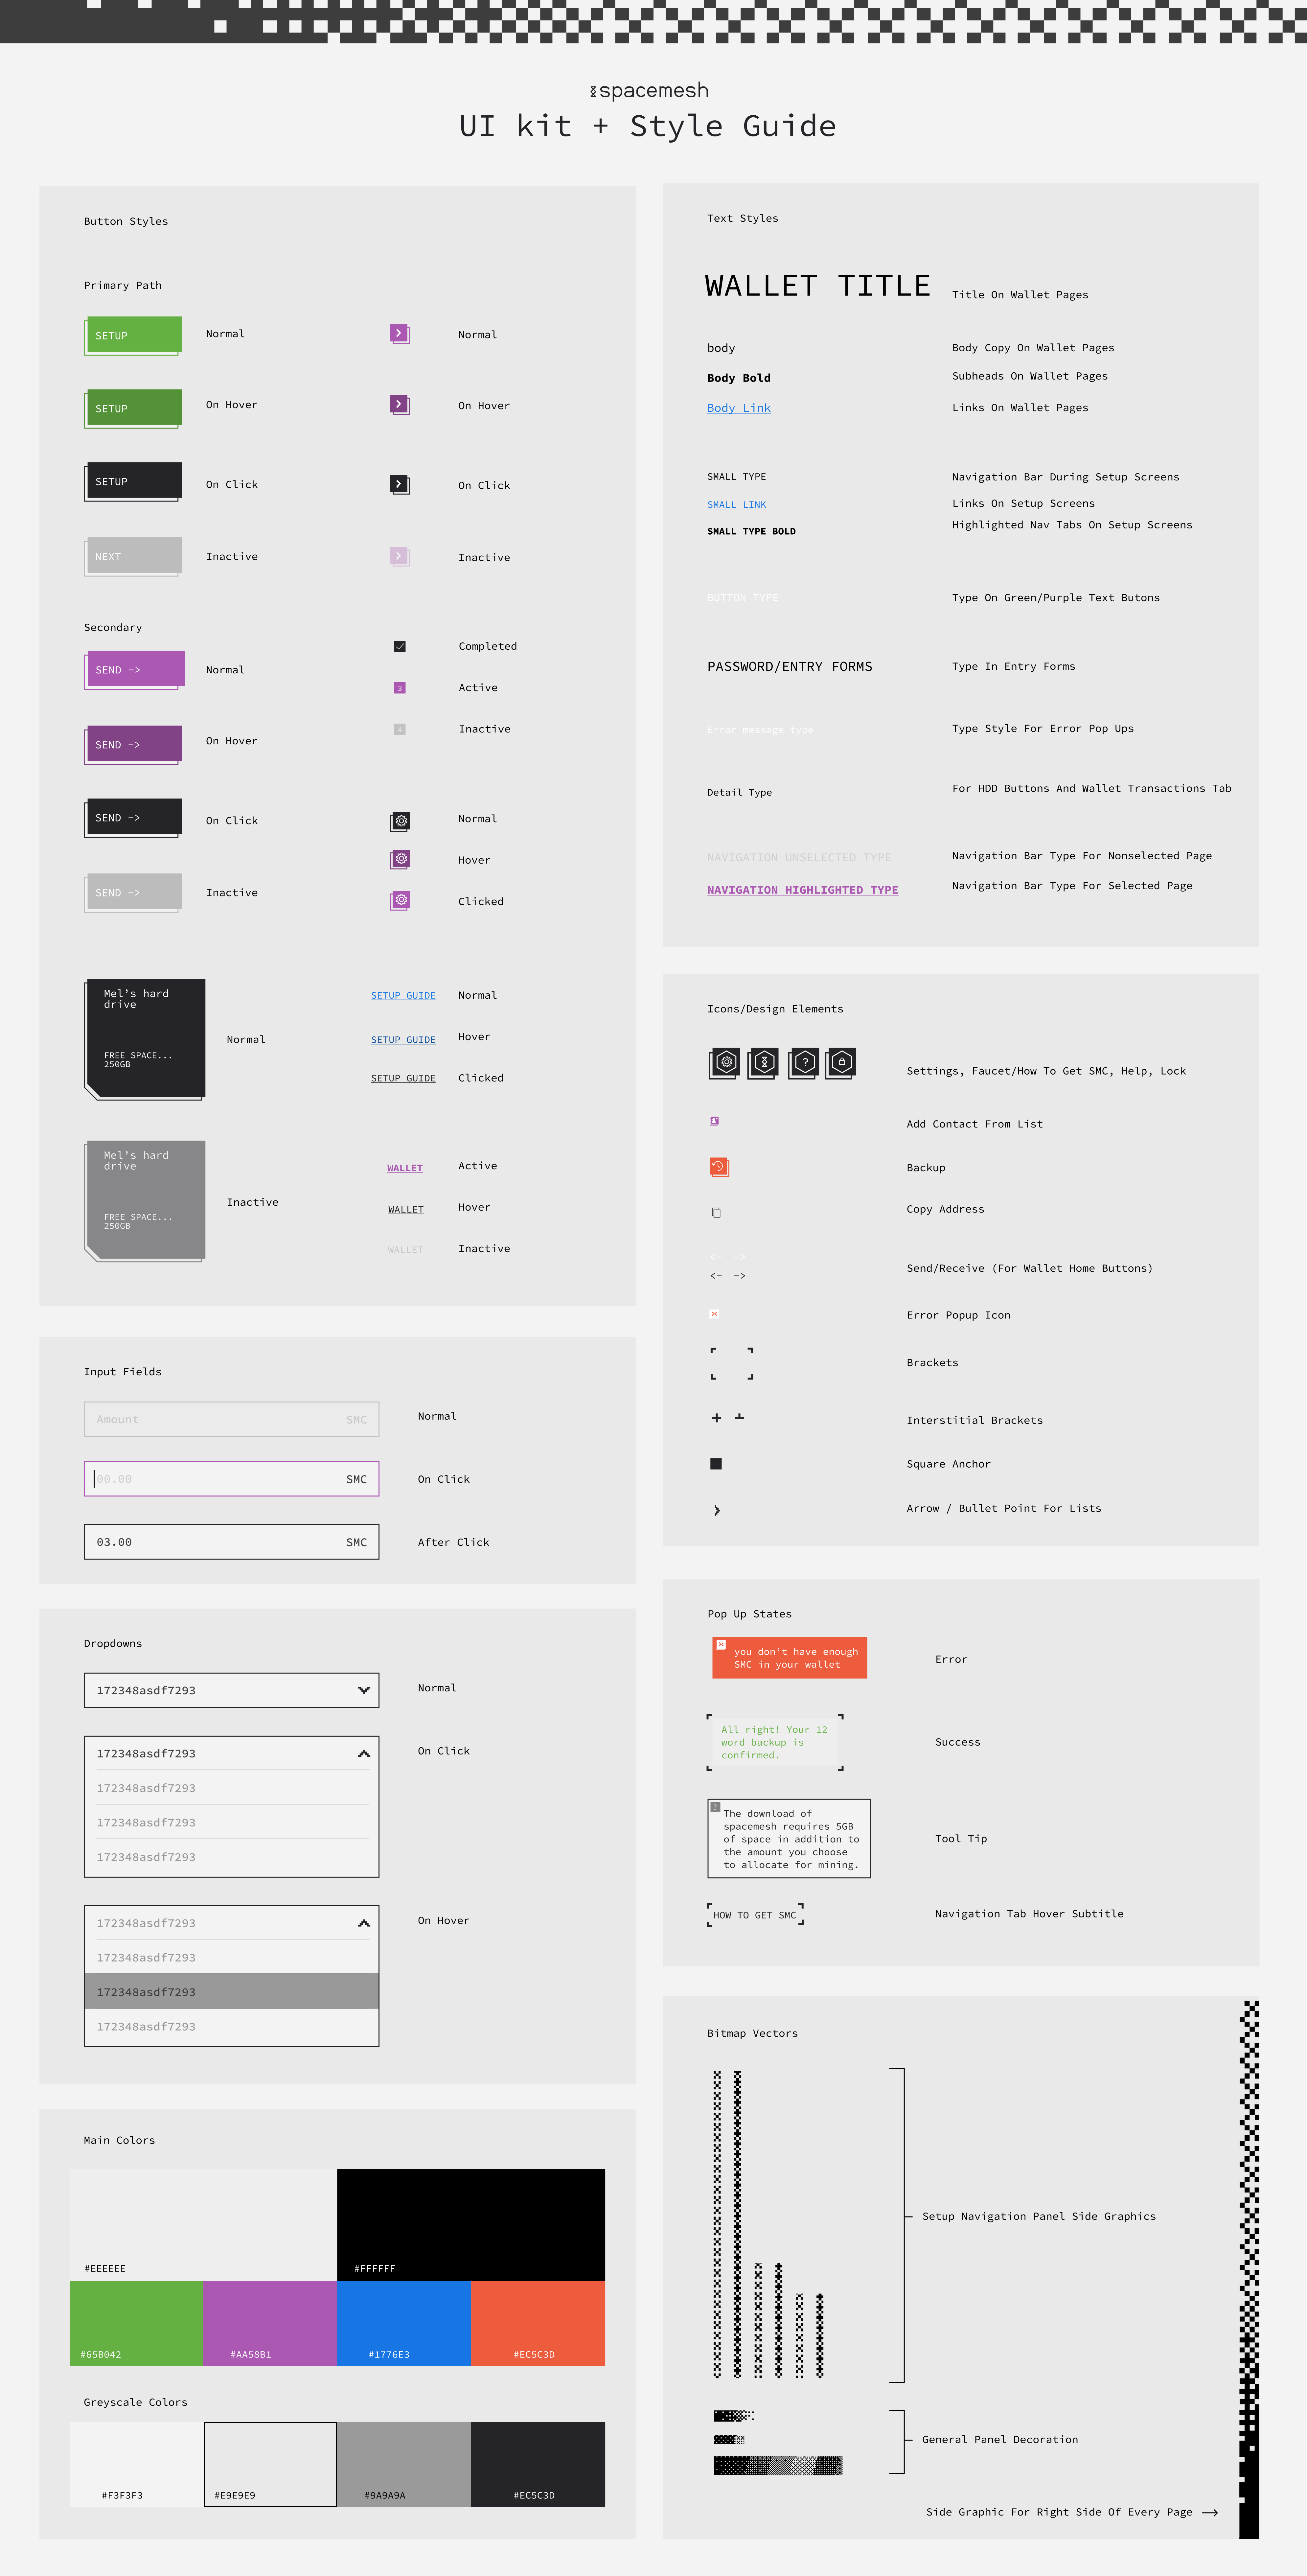 spacemesh
UI kit + Style Guide
Button Styles
Primary Path
SETUP Normal
Normal
SETUP On Hover
On Hover
SETUP On Click
On Click
NEXT Inactive
Inactive
Secondary
SEND -> Normal
SEND -> On Hover
SEND -> On Click
SEND -> Inactive
Completed
3 Active
4 Inactive
Normal
Hover
Clicked
Mel's hard
drive
FREE SPACE...
250GB
Normal
Mel's hard
drive
FREE SPACE...
250GB
Inactive
SETUP GUIDE Normal
SETUP GUIDE Hover
SETUP GUIDE Clicked
WALLET Active
WALLET Hover
WALLET Inactive
Input Fields
Amount SMC Normal
00.00 SMC On Click
03.00 SMC After Click
Dropdowns
172348asdf7293 Normal
172348asdf7293 On Click
172348asdf7293
172348asdf7293
172348asdf7293
172348asdf7293 On Hover
172348asdf7293
172348asdf7293
172348asdf7293
Main Colors
#EEEEEE #FFFFFF
#65B042 #AA58B1 #1776E3 #EC5C3D
Greyscale Colors
#F3F3F3 #E9E9E9 #9A9A9A #EC5C3D
Text Styles
WALLET TITLE Title On Wallet Pages
body Body Copy On Wallet Pages
Body Bold Subheads On Wallet Pages
Body Link Links On Wallet Pages
SMALL TYPE Navigation Bar During Setup Screens
SMALL LINK Links On Setup Screens
SMALL TYPE BOLD Highlighted Nav Tabs On Setup Screens
BUTTON TYPE Type On Green/Purple Text Butons
PASSWORD/ENTRY FORMS Type In Entry Forms
Error message type Type Style For Error Pop Ups
Detail Type For HDD Buttons And Wallet Transactions Tab
NAVIGATION UNSELECTED TYPE Navigation Bar Type For Nonselected Page
NAVIGATION HIGHLIGHTED TYPE Navigation Bar Type For Selected Page
Icons/Design Elements
? Settings, Faucet/How To Get SMC, Help, Lock
Add Contact From List
Backup
Copy Address
<- ->
<- -> Send/Receive (For Wallet Home Buttons)
Error Popup Icon
Brackets
Interstitial Brackets
Square Anchor
Arrow / Bullet Point For Lists
Pop Up States
you don't have enough
SMC in your wallet
Error
All right! Your 12
word backup is
confirmed.
Success
?
The download of
spacemesh requires 5GB
of space in addition to
the amount you choose
to allocate for mining.
Tool Tip
HOW TO GET SMC Navigation Tab Hover Subtitle
Bitmap Vectors
Setup Navigation Panel Side Graphics
General Panel Decoration
Side Graphic For Right Side Of Every Page